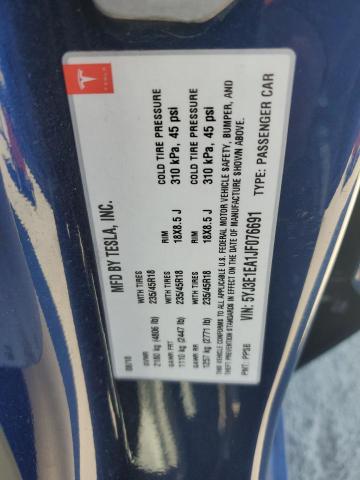 TESLA
MFD BY TESLA, INC.
08/18
GVWR
2180 kg (4806 lb)
WITH TIRES
235/45R18
RIM
18X8.5 J
COLD TIRE PRESSURE
310 kPa, 45 psi
GAWR FRT
1110 kg (2447 lb)
WITH TIRES
235/45R18
RIM
18X8.5 J
COLD TIRE PRESSURE
310 kPa, 45 psi
GAWR RR
1257 kg (2771 lb)
THIS VEHICLE CONFORMS TO ALL APPLICABLE U.S. FEDERAL MOTOR VEHICLE SAFETY, BUMPER, AND
THEFT PREVENTION STANDARDS IN EFFECT ON THE DATE OF MANUFACTURE SHOWN ABOVE.
VIN: 5YJ3E1EA1JF076691
TYPE: PASSENGER CAR
PNT: PPSB